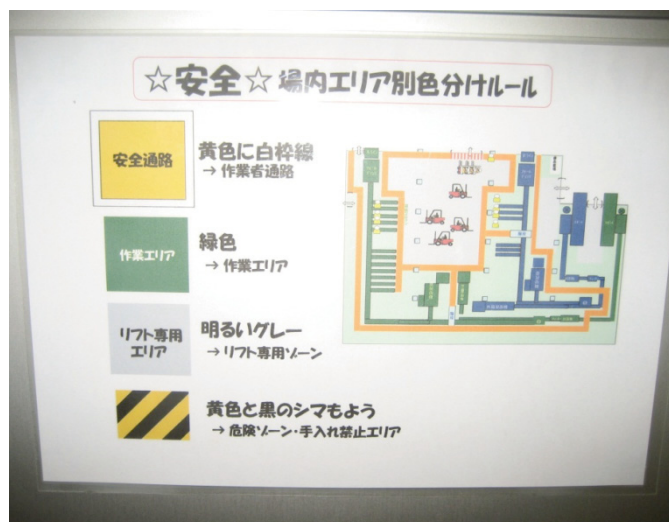 ☆安全☆ 場内エリア別色分けルール
安全通路
黄色に白枠線
→ 作業者通路
作業エリア
緑色
→ 作業エリア
リフト専用
エリア
明るいグレー
→ リフト専用ゾーン
黄色と黒のシマもよう
→ 危険ゾーン・手入れ禁止エリア